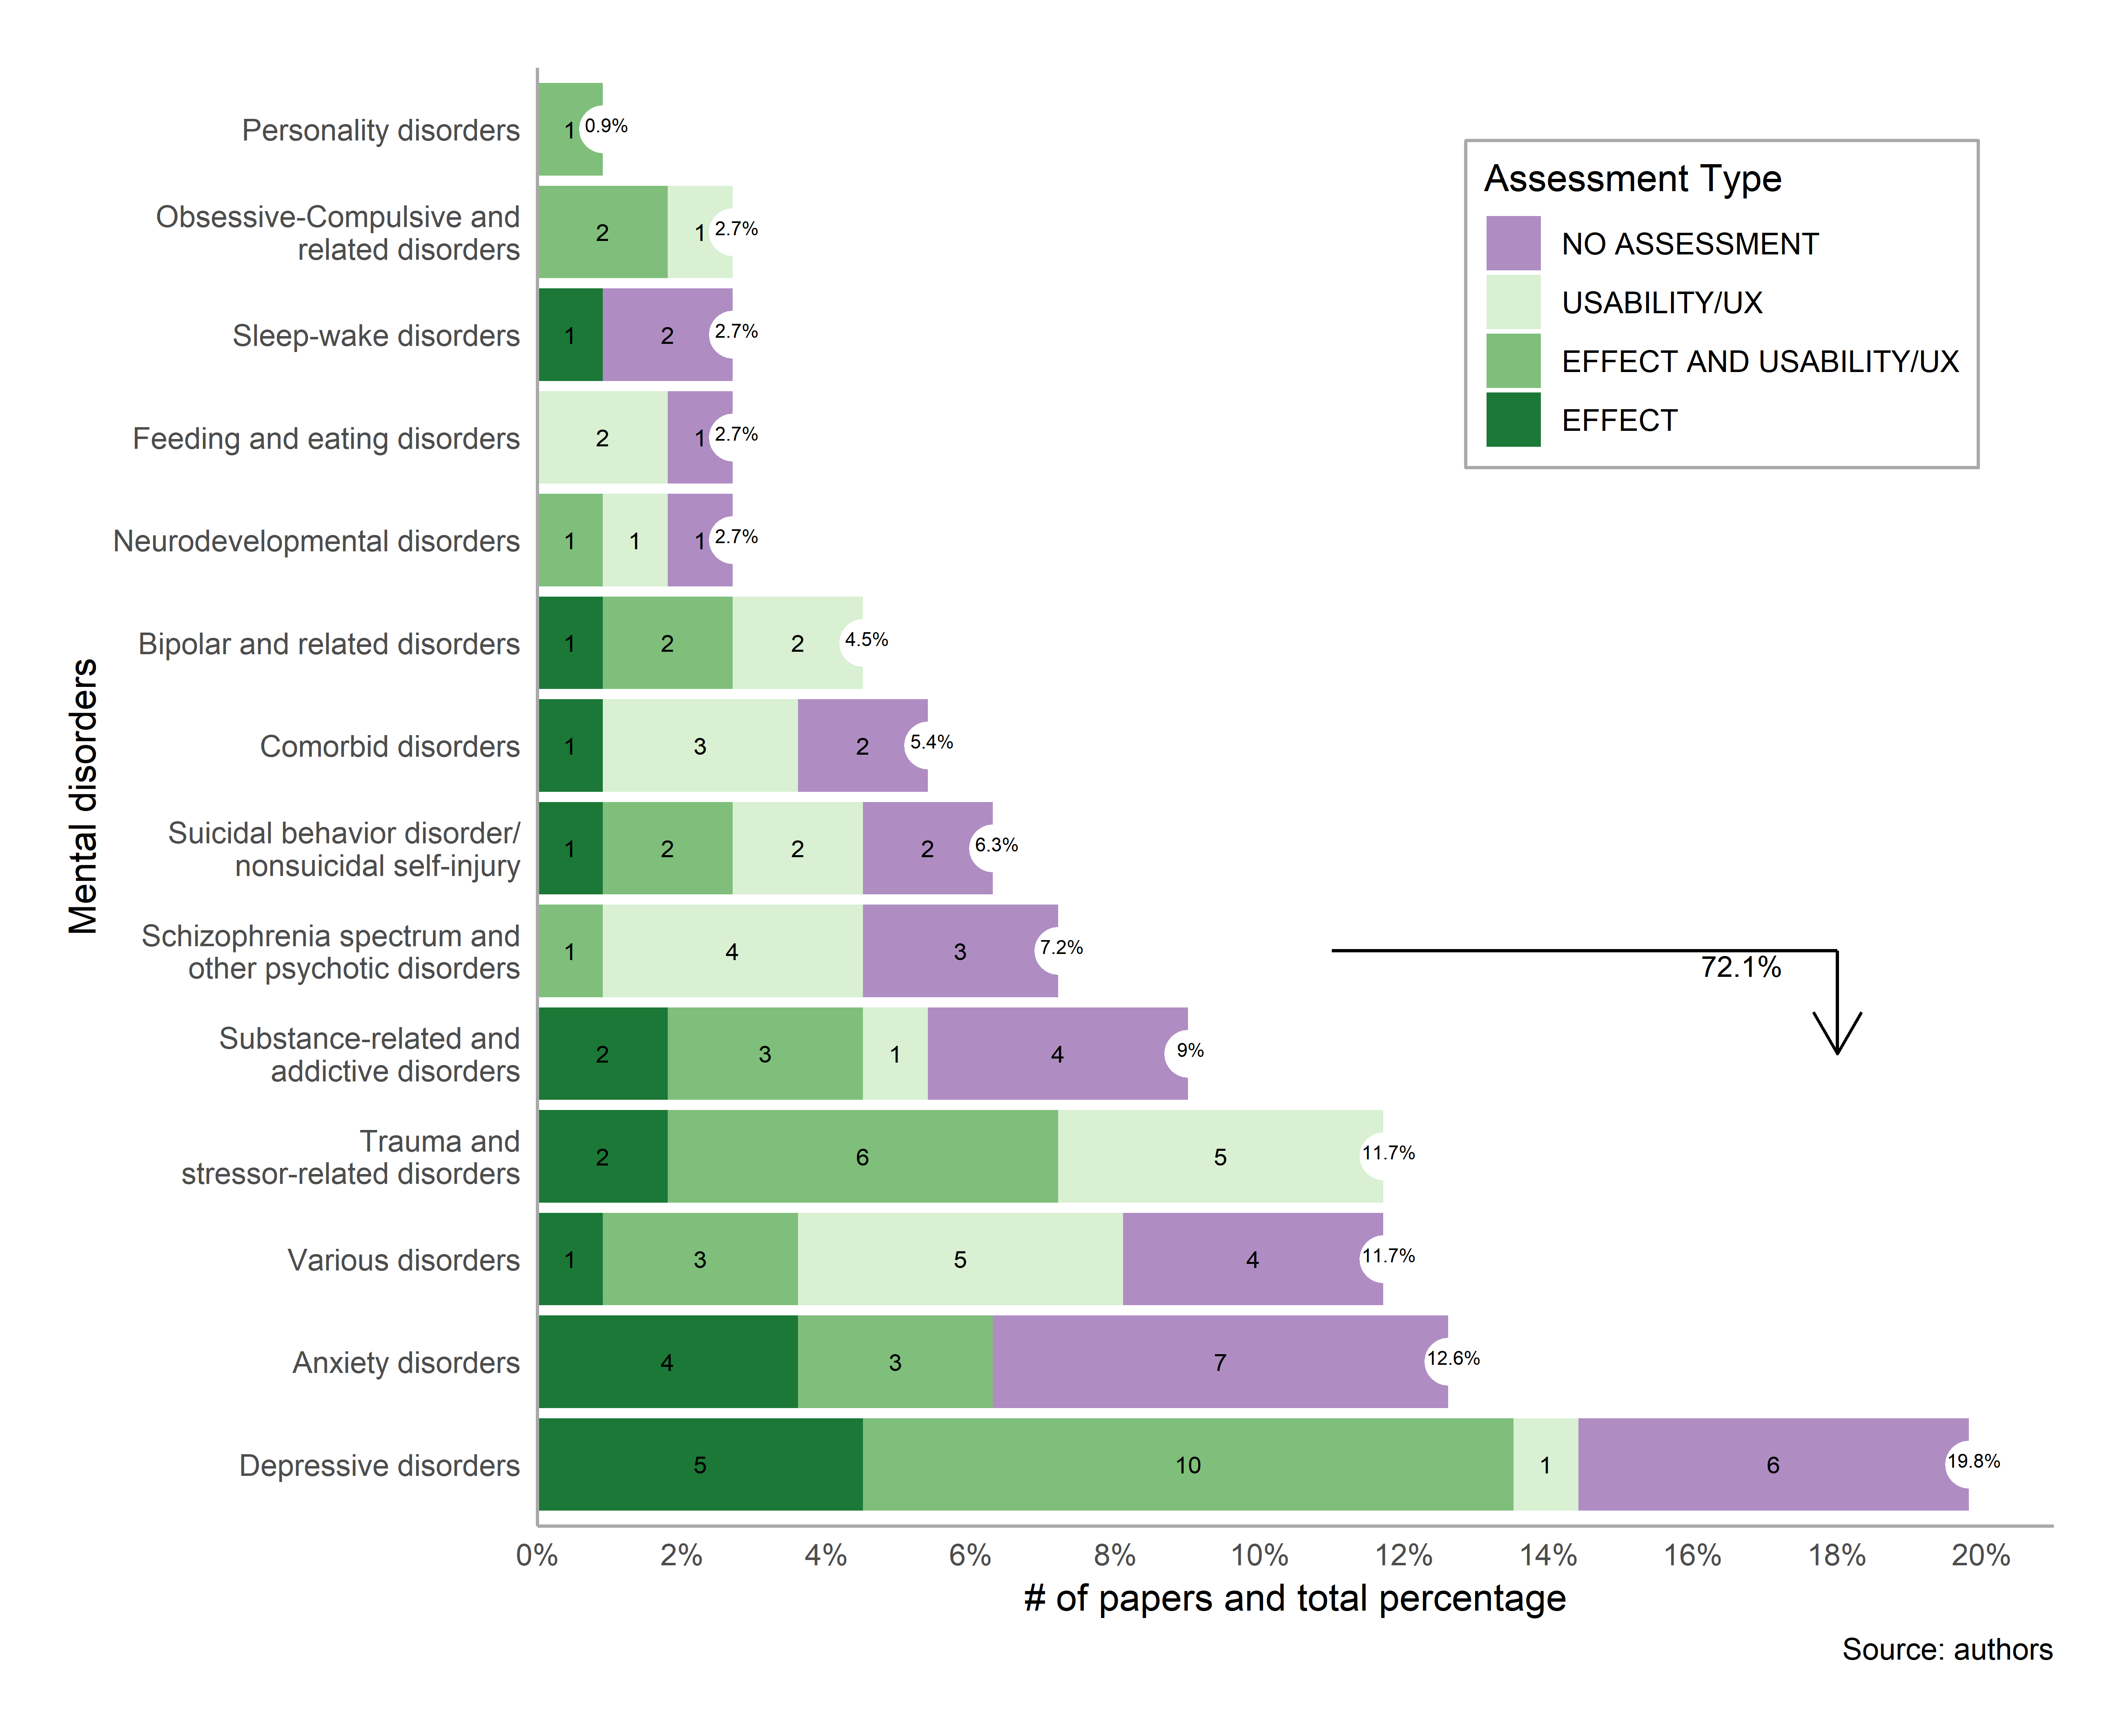 Personality disorders
1
0.9%
Obsessive-Compulsive and
related disorders
2
1
2.7%
Sleep-wake disorders
1
2
2.7%
Feeding and eating disorders
2
1
2.7%
Neurodevelopmental disorders
1
1
1
2.7%
Bipolar and related disorders
1
2
2
4.5%
Comorbid disorders
1
3
2
5.4%
Suicidal behavior disorder/
nonsuicidal self-injury
1
2
2
2
6.3%
Schizophrenia spectrum and
other psychotic disorders
1
4
3
7.2%
Substance-related and
addictive disorders
2
3
1
4
9%
Trauma and
stressor-related disorders
2
6
5
11.7%
Various disorders
1
3
5
4
11.7%
Anxiety disorders
4
3
7
12.6%
Depressive disorders
5
10
1
6
19.8%
Mental disorders
Assessment Type
NO ASSESSMENT
USABILITY/UX
EFFECT AND USABILITY/UX
EFFECT
72.1%
0% 2% 4% 6% 8% 10% 12% 14% 16% 18% 20%
# of papers and total percentage
Source: authors